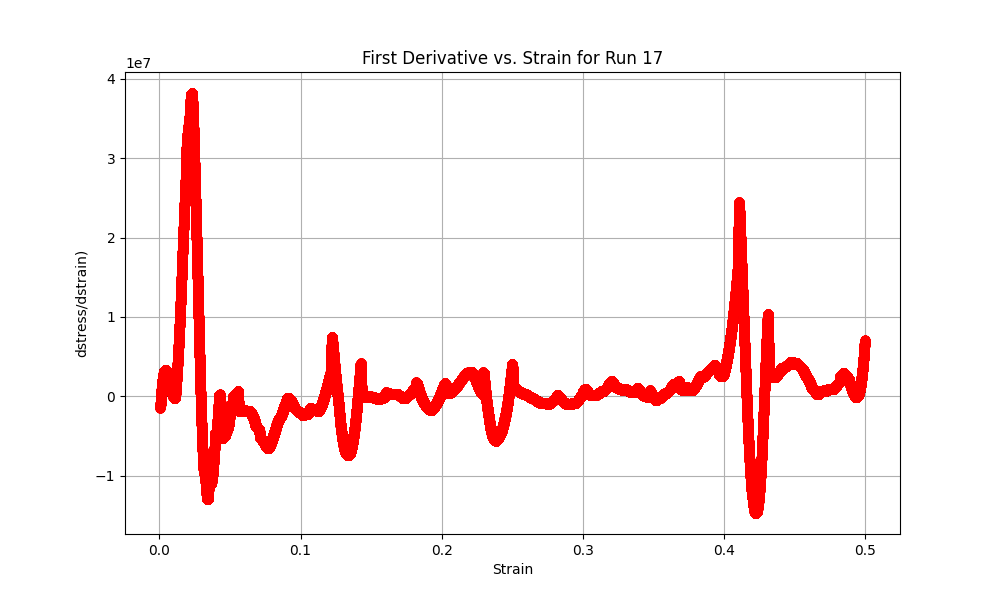 First Derivative vs. Strain for Run 17
1e7
4
3
2
1
0
−1
dstress/dstrain)
0.0 0.1 0.2 0.3 0.4 0.5
Strain